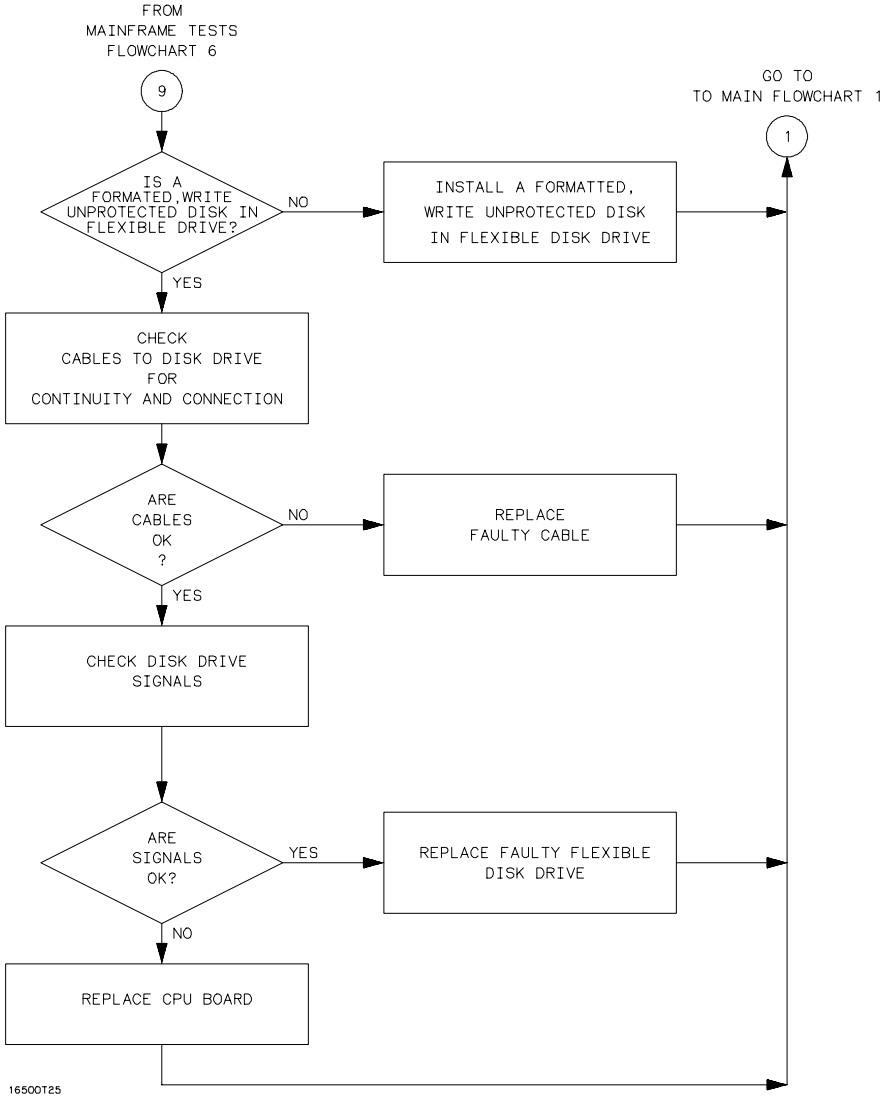 FROM
MAINFRAME TESTS
FLOWCHART 6
9
GO TO
TO MAIN FLOWCHART 1
1
IS A
FORMATED,WRITE
UNPROTECTED DISK IN
FLEXIBLE DRIVE?
NO
INSTALL A FORMATTED,
WRITE UNPROTECTED DISK
IN FLEXIBLE DISK DRIVE
YES
CHECK
CABLES TO DISK DRIVE
FOR
CONTINUITY AND CONNECTION
ARE
CABLES
OK
?
NO
REPLACE
FAULTY CABLE
YES
CHECK DISK DRIVE
SIGNALS
ARE
SIGNALS
OK?
YES
REPLACE FAULTY FLEXIBLE
DISK DRIVE
NO
REPLACE CPU BOARD
16500T25